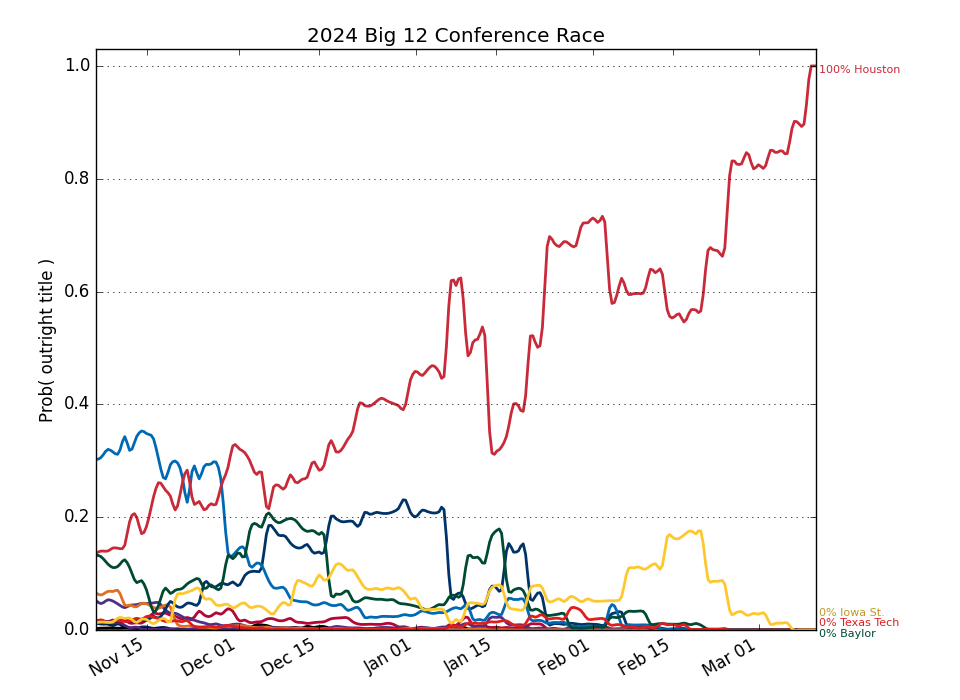 2024 Big 12 Conference Race
Prob( outright title )
1.0
0.8
0.6
0.4
0.2
0.0
Nov 15
Dec 01
Dec 15
Jan 01
Jan 15
Feb 01
Feb 15
Mar 01
100% Houston
0% Iowa St.
0% Texas Tech
0% Baylor